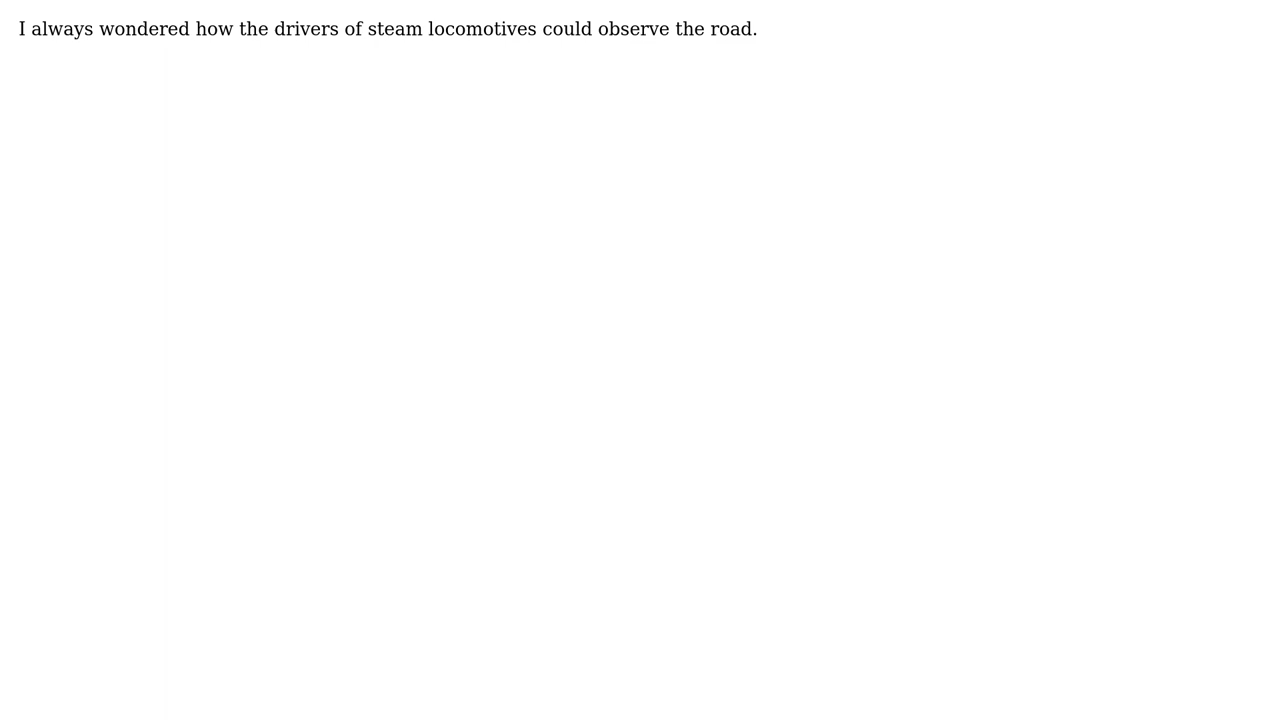 I always wondered how the drivers of steam locomotives could observe the road.